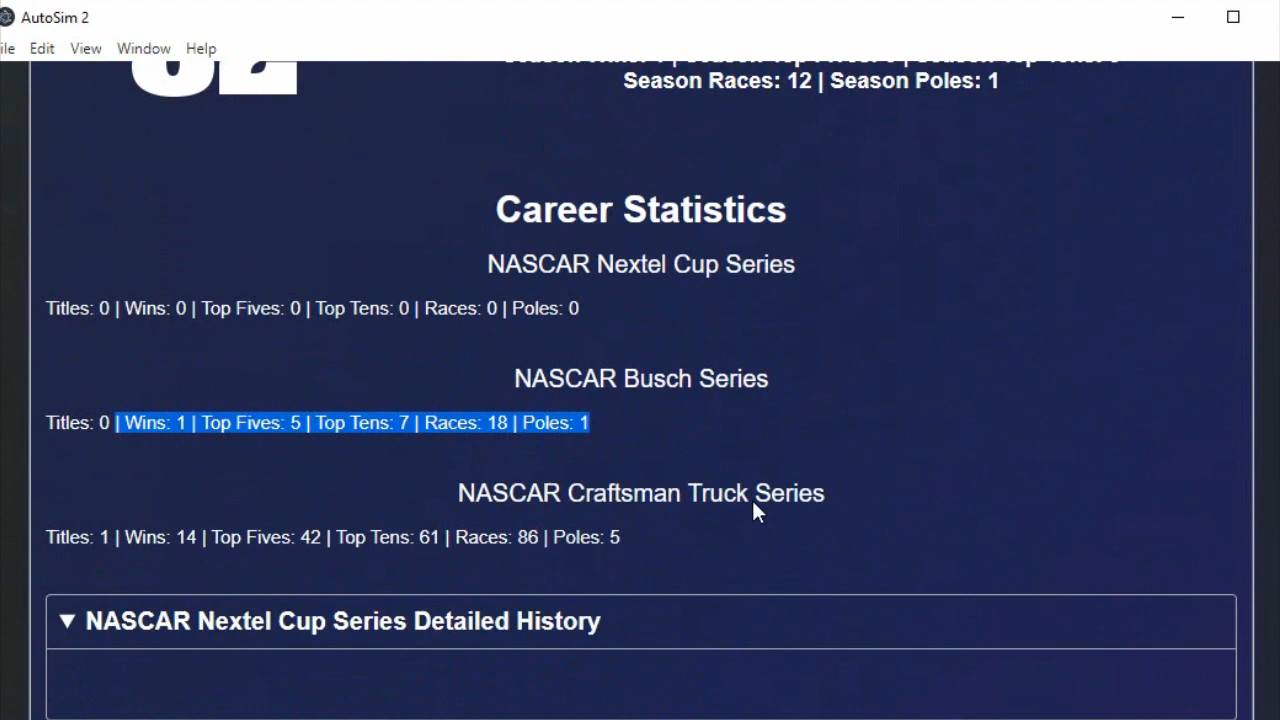 AutoSim 2
ile Edit View Window Help
Season Races: 12 | Season Poles: 1
Career Statistics
NASCAR Nextel Cup Series
Titles: 0 | Wins: 0 | Top Fives: 0 | Top Tens: 0 | Races: 0 | Poles: 0
NASCAR Busch Series
Titles: 0 | Wins: 1 | Top Fives: 5 | Top Tens: 7 | Races: 18 | Poles: 1
NASCAR Craftsman Truck Series
Titles: 1 | Wins: 14 | Top Fives: 42 | Top Tens: 61 | Races: 86 | Poles: 5
▼ NASCAR Nextel Cup Series Detailed History